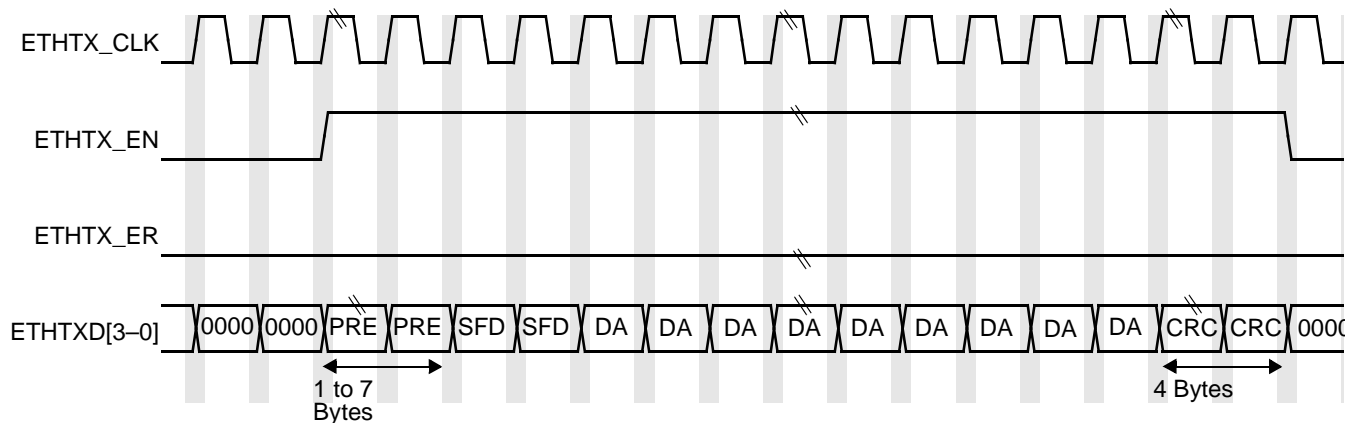 ETHTX_CLK
ETHTX_EN
ETHTX_ER
ETHTXD[3–0] 0000 0000 PRE PRE SFD SFD DA DA DA DA DA DA DA DA DA CRC CRC 0000
1 to 7 4 Bytes
Bytes